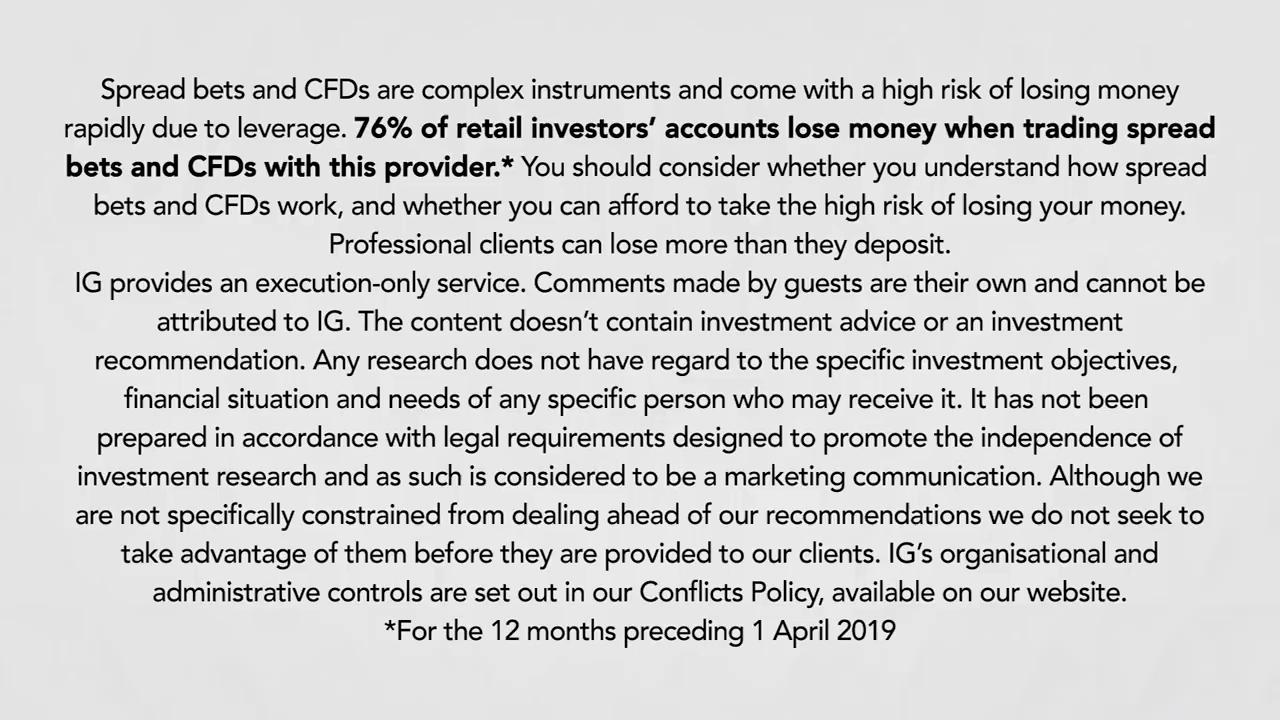 Spread bets and CFDs are complex instruments and come with a high risk of losing money
rapidly due to leverage. 76% of retail investors’ accounts lose money when trading spread
bets and CFDs with this provider.* You should consider whether you understand how spread
bets and CFDs work, and whether you can afford to take the high risk of losing your money.
Professional clients can lose more than they deposit.
IG provides an execution-only service. Comments made by guests are their own and cannot be
attributed to IG. The content doesn’t contain investment advice or an investment
recommendation. Any research does not have regard to the specific investment objectives,
financial situation and needs of any specific person who may receive it. It has not been
prepared in accordance with legal requirements designed to promote the independence of
investment research and as such is considered to be a marketing communication. Although we
are not specifically constrained from dealing ahead of our recommendations we do not seek to
take advantage of them before they are provided to our clients. IG’s organisational and
administrative controls are set out in our Conflicts Policy, available on our website.
*For the 12 months preceding 1 April 2019